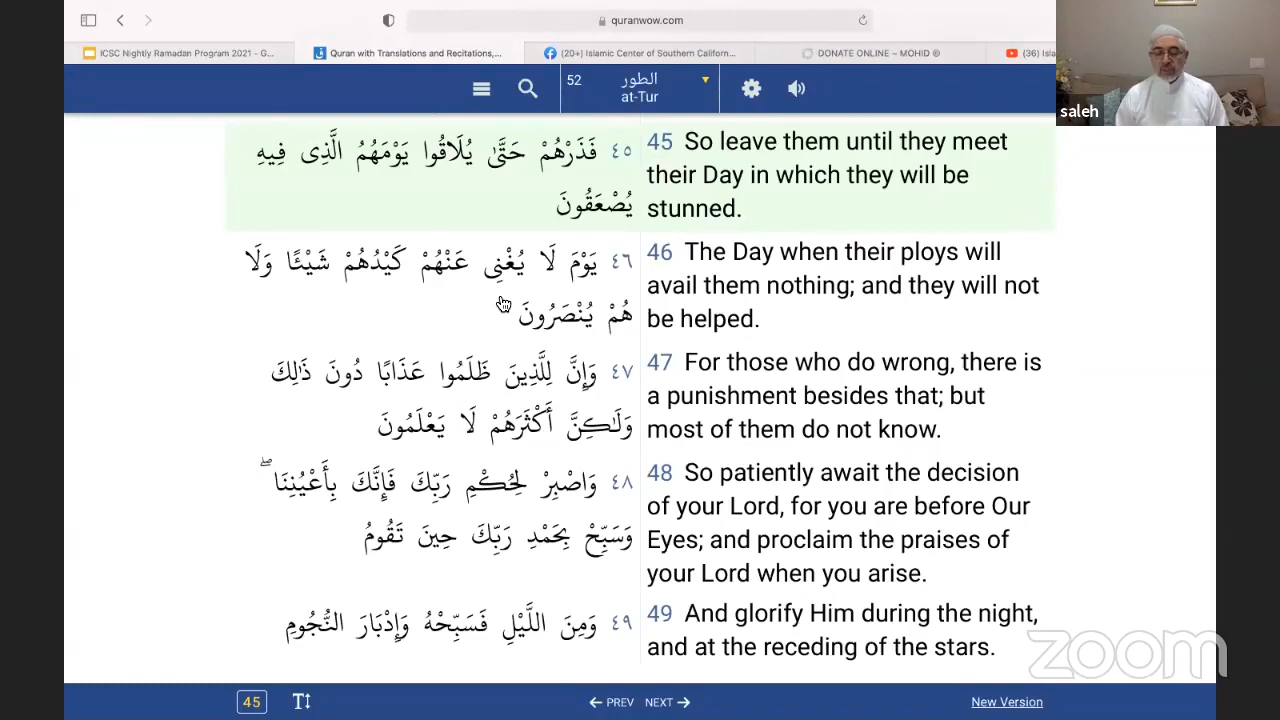 quranwow.com
ICSC Nightly Ramadan Program 2021 - G...
Quran with Translations and Recitations,...
(20+) Islamic Center of Southern Californ...
DONATE ONLINE – MOHID ®
(36) Isla
saleh
52
الطور
at-Tur
٤٥ فَذَرْهُمْ حَتَّىٰ يُلَاقُوا يَوْمَهُمُ الَّذِى فِيهِ
يُصْعَقُونَ
45 So leave them until they meet
their Day in which they will be
stunned.
٤٦ يَوْمَ لَا يُغْنِى عَنْهُمْ كَيْدُهُمْ شَيْـًٔا وَلَا
هُمْ يُنْصَرُونَ
46 The Day when their ploys will
avail them nothing; and they will not
be helped.
٤٧ وَإِنَّ لِلَّذِينَ ظَلَمُوا عَذَابًا دُونَ ذَٰلِكَ
وَلَٰكِنَّ أَكْثَرَهُمْ لَا يَعْلَمُونَ
47 For those who do wrong, there is
a punishment besides that; but
most of them do not know.
٤٨ وَاصْبِرْ لِحُكْمِ رَبِّكَ فَإِنَّكَ بِأَعْيُنِنَا ۖ
وَسَبِّحْ بِحَمْدِ رَبِّكَ حِينَ تَقُومُ
48 So patiently await the decision
of your Lord, for you are before Our
Eyes; and proclaim the praises of
your Lord when you arise.
٤٩ وَمِنَ اللَّيْلِ فَسَبِّحْهُ وَإِدْبَارَ النُّجُومِ
49 And glorify Him during the night,
and at the receding of the stars.
zoom
45
PREV NEXT
New Version